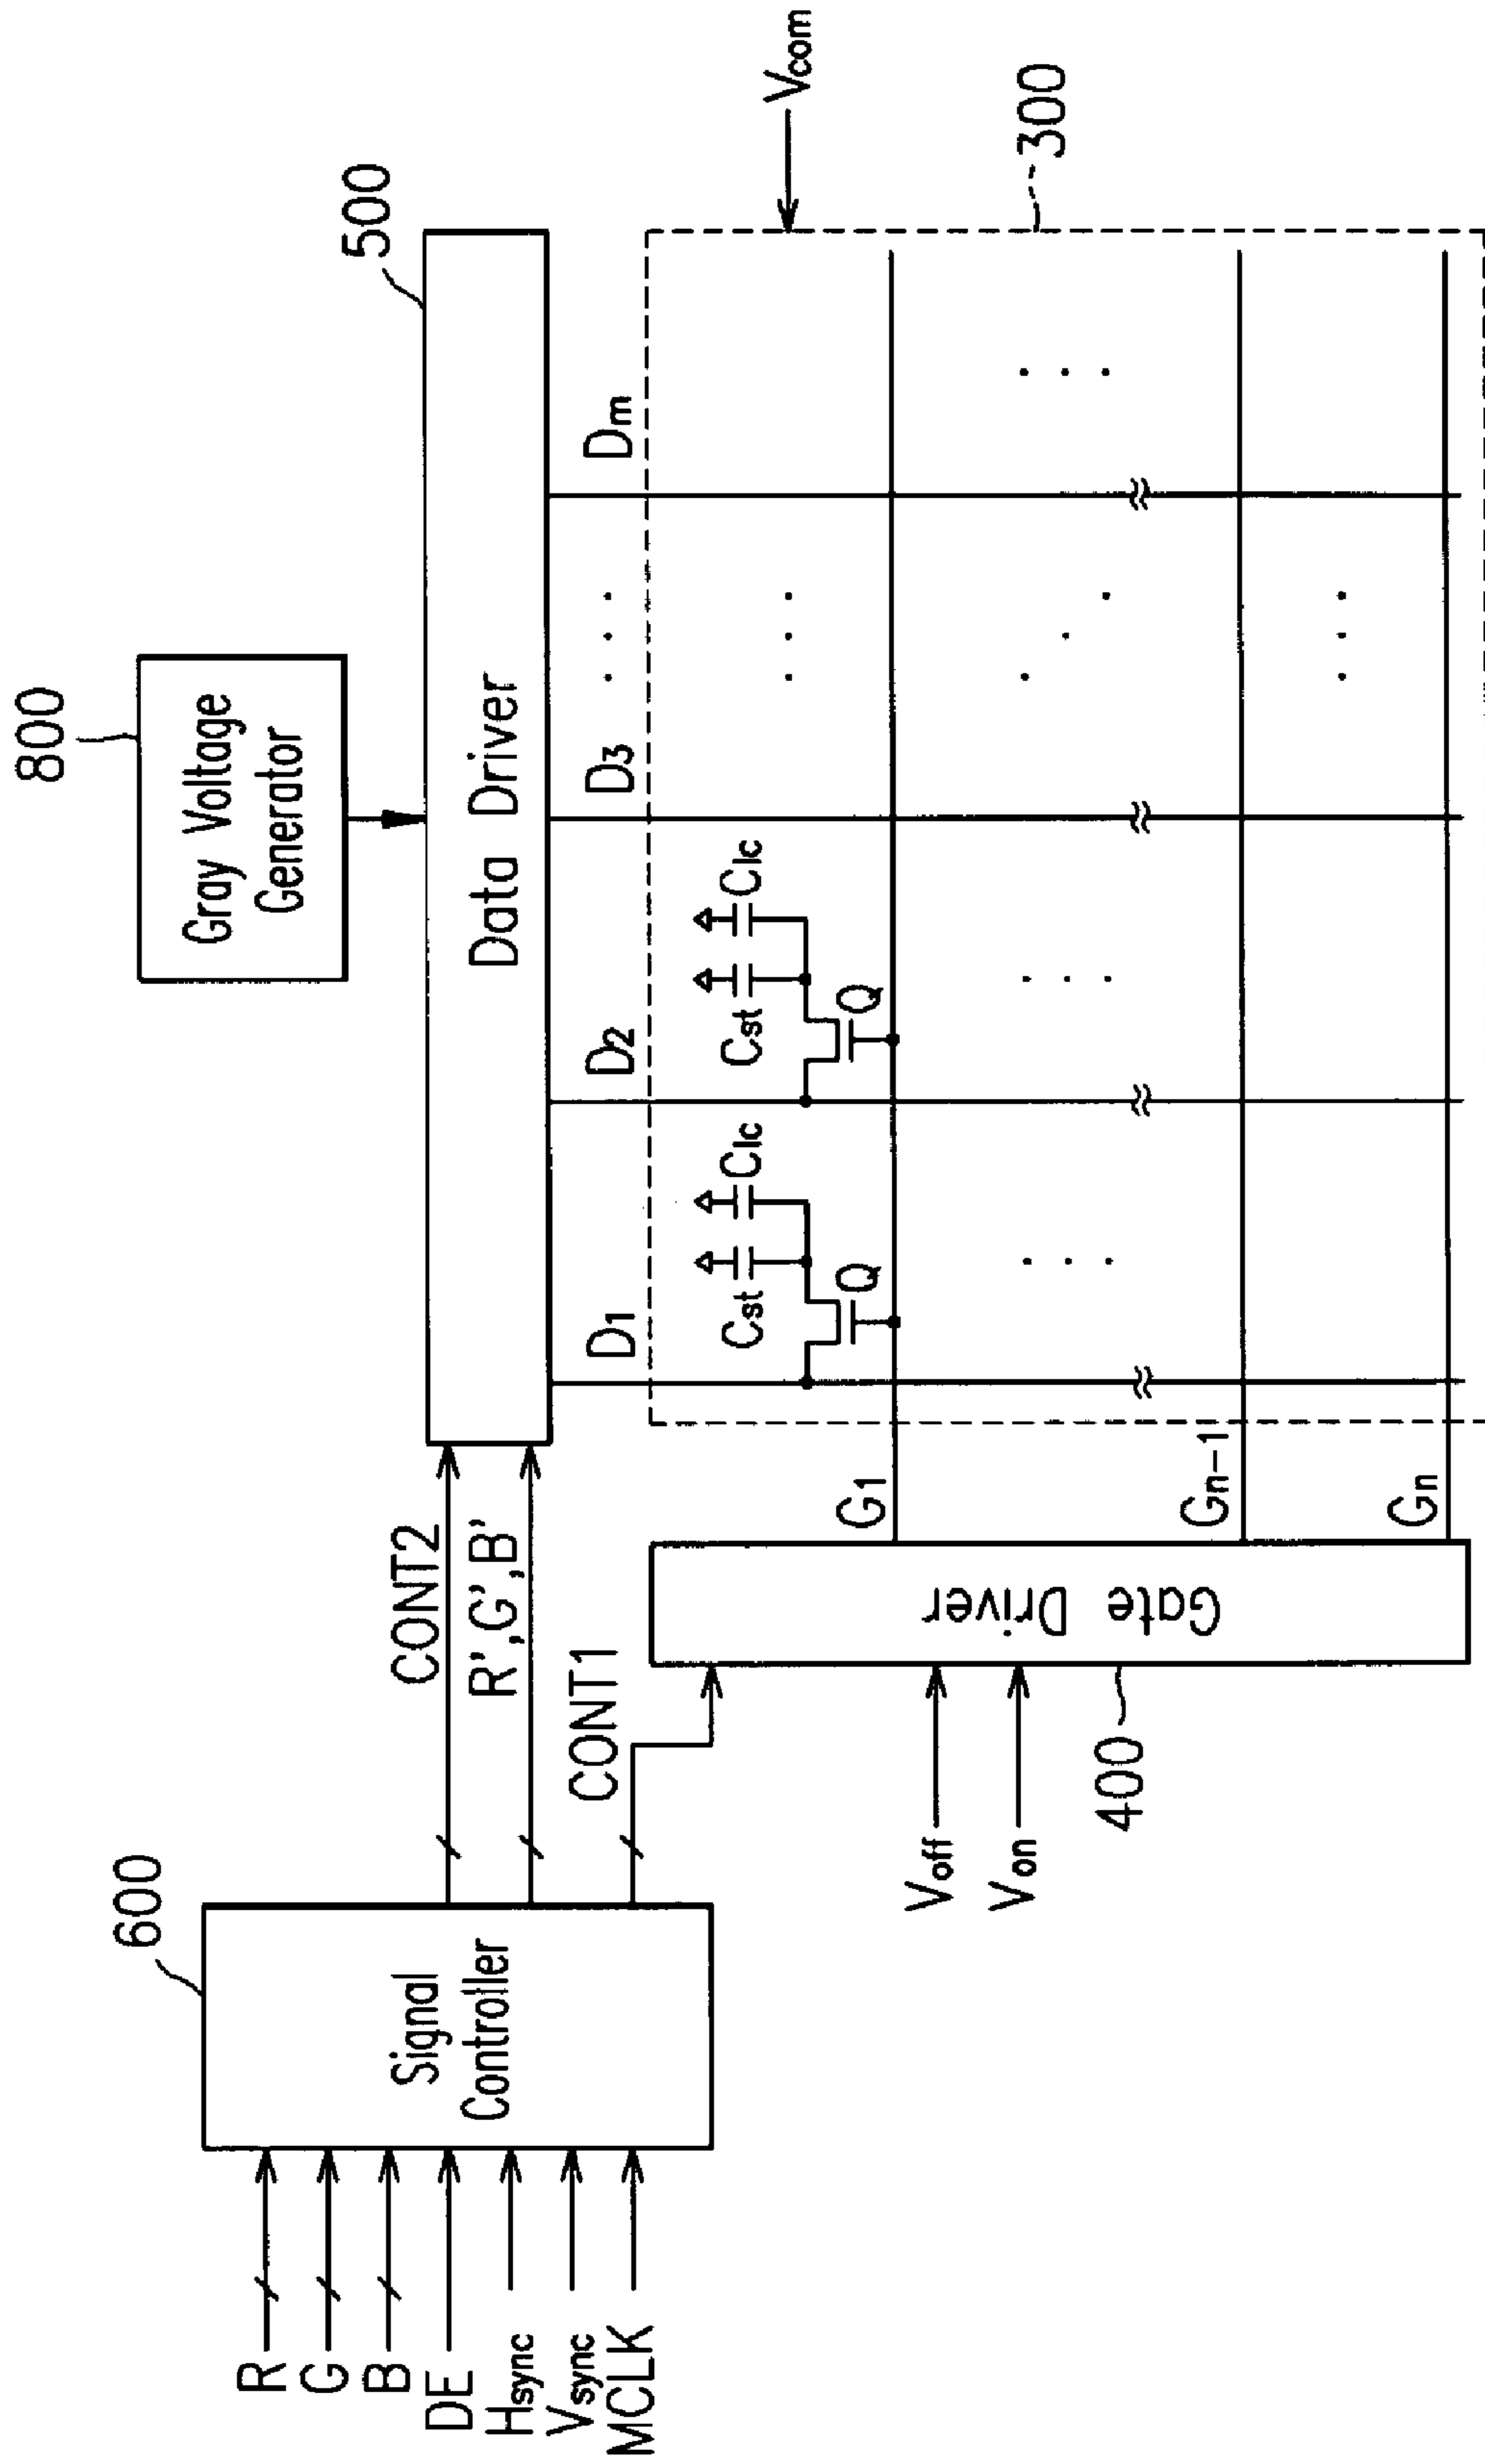 800
Gray Voltage
Generator
500
Data Driver
600
Signal
Controller
R
G
B
DE
Hsync
Vsync
MCLK
CONT2
R',G',B'
CONT1
D1
D2
D3
Dm
Vcom
300
Cst
Clc
Q
Cst
Clc
Q
G1
Gn-1
Gn
Gate Driver
Voff
Von
400